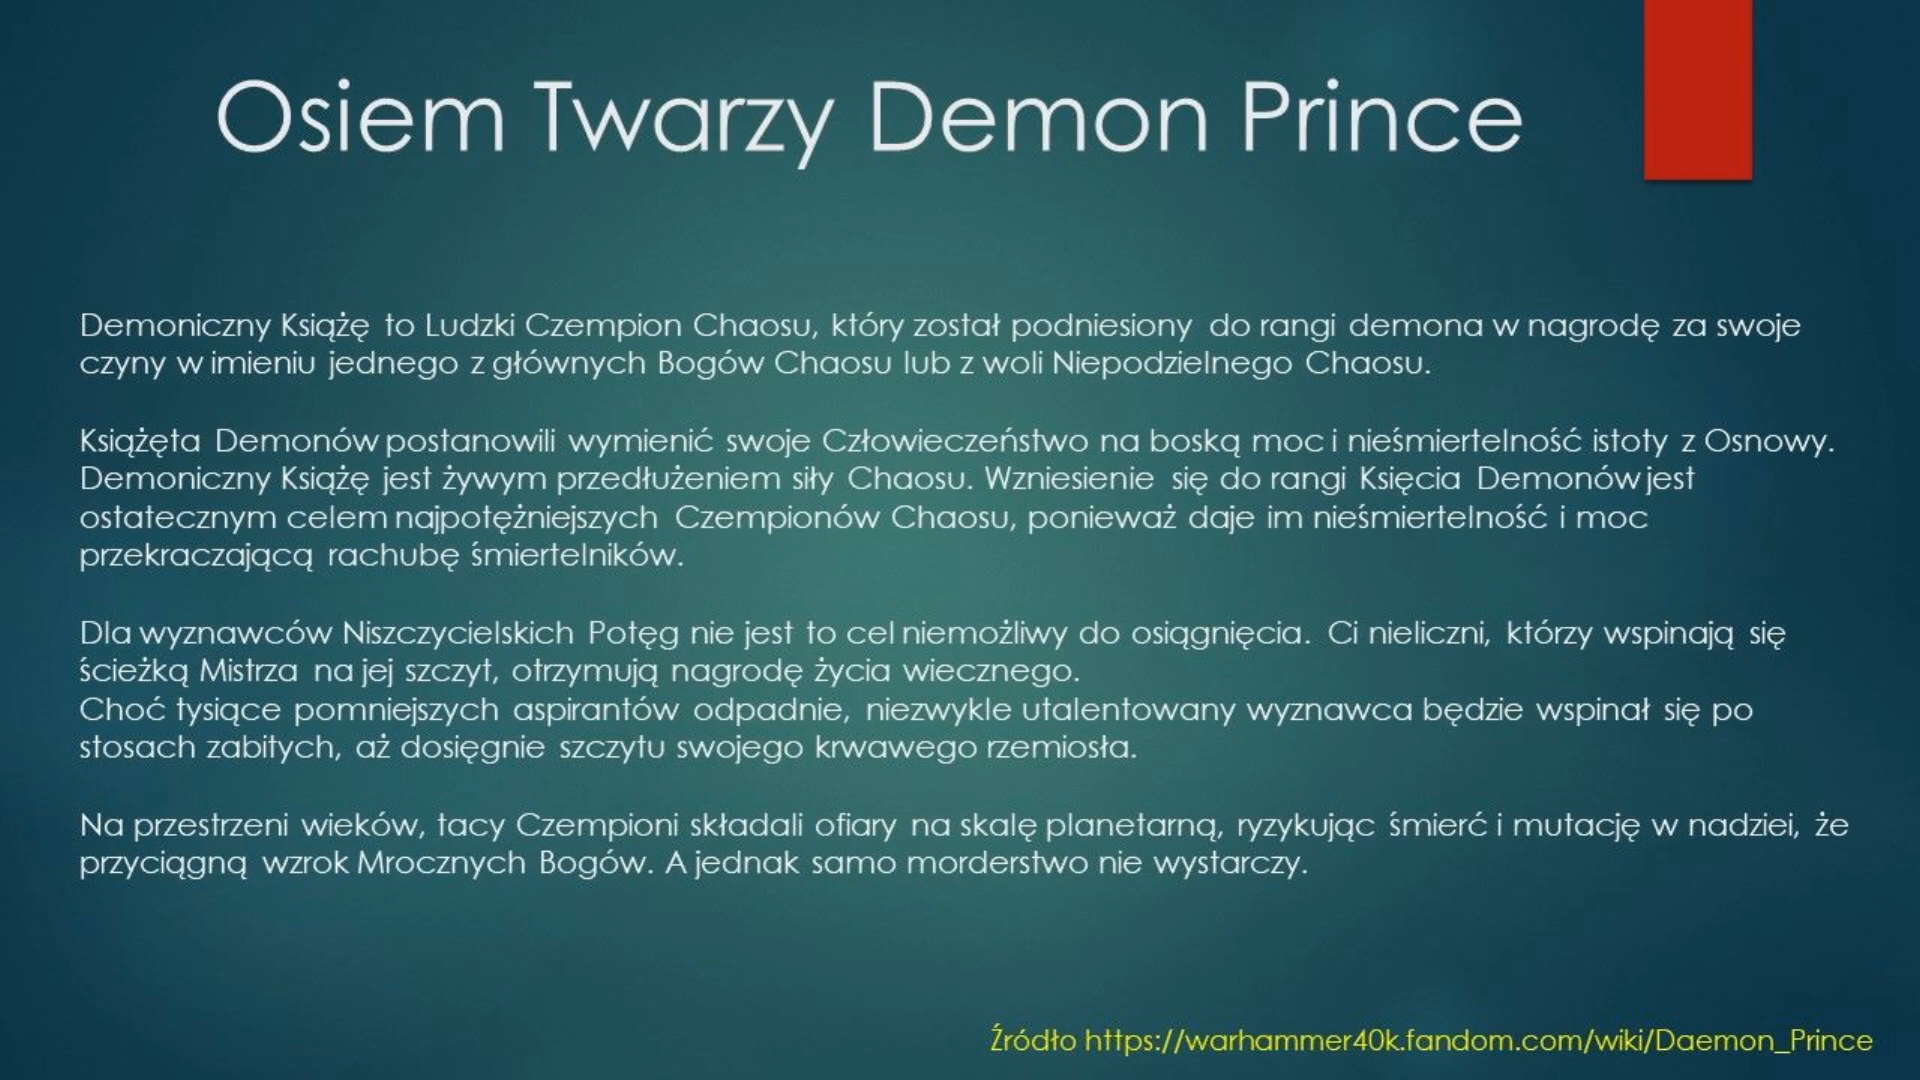 Osiem Twarzy Demon Prince
Demoniczny Książę to Ludzki Czempion Chaosu, który został podniesiony do rangi demona w nagrodę za swoje
czyny w imieniu jednego z głównych Bogów Chaosu lub z woli Niepodzielnego Chaosu.
Książęta Demonów postanowili wymienić swoje Człowieczeństwo na boską moc i nieśmiertelność istoty z Osnowy.
Demoniczny Książę jest żywym przedłużeniem siły Chaosu. Wzniesienie się do rangi Księcia Demonów jest
ostatecznym celem najpotężniejszych Czempionów Chaosu, ponieważ daje im nieśmiertelność i moc
przekraczającą rachubę śmiertelników.
Dla wyznawców Niszczycielskich Potęg nie jest to cel niemożliwy do osiągnięcia. Ci nieliczni, którzy wspinają się
ścieżką Mistrza na jej szczyt, otrzymują nagrodę życia wiecznego.
Choć tysiące pomniejszych aspirantów odpadnie, niezwykle utalentowany wyznawca będzie wspinał się po
stosach zabitych, aż dosięgnie szczytu swojego krwawego rzemiosła.
Na przestrzeni wieków, tacy Czempioni składali ofiary na skalę planetarną, ryzykując śmierć i mutację w nadziei, że
przyciągną wzrok Mrocznych Bogów. A jednak samo morderstwo nie wystarczy.
Źródło https://warhammer40k.fandom.com/wiki/Daemon_Prince